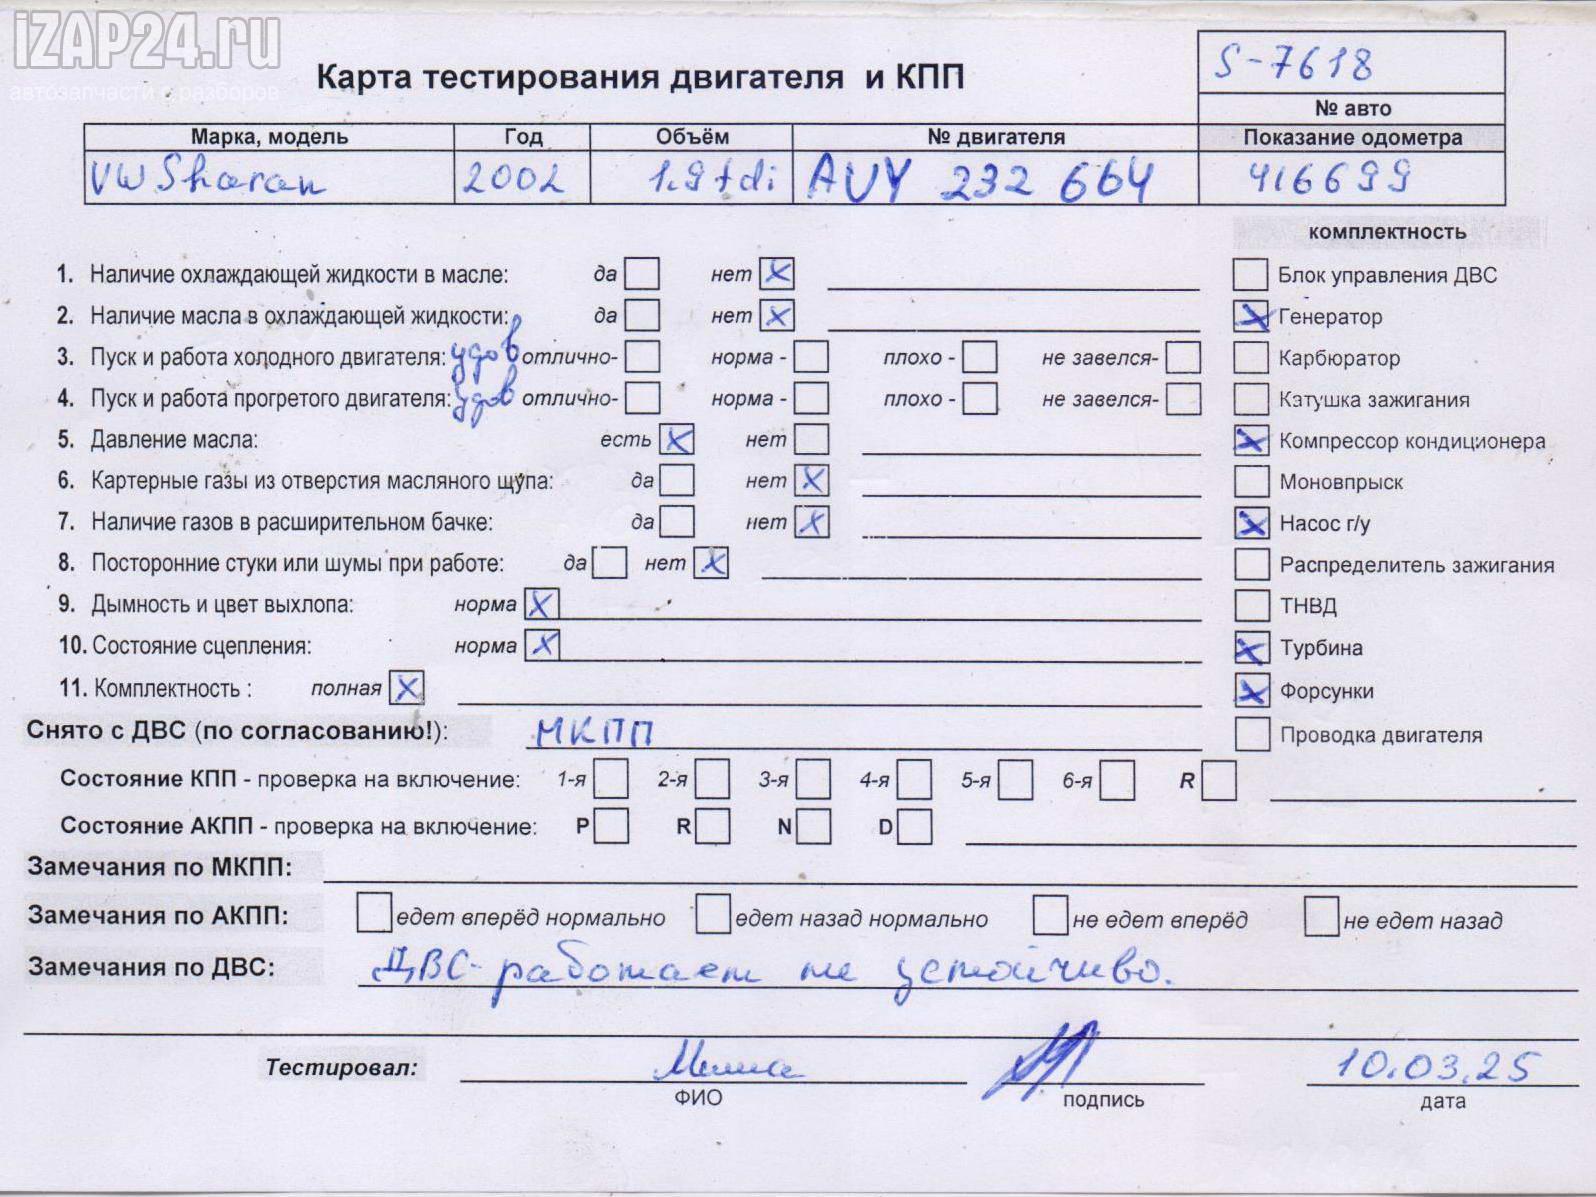 iZAP24.ru
автозапчасти с разборов
Карта тестирования двигателя и КПП
S-7618
№ авто
Марка, модель Год Объём № двигателя Показание одометра
VW Sharan 2002 1.9 tdi AUY 232 664 416699
комплектность
1. Наличие охлаждающей жидкости в масле: да нет X Блок управления ДВС
2. Наличие масла в охлаждающей жидкости: да нет X X Генератор
3. Пуск и работа холодного двигателя: удов отлично- норма - плохо - не завелся- Карбюратор
4. Пуск и работа прогретого двигателя: удов отлично- норма - плохо - не завелся- Катушка зажигания
5. Давление масла: есть X нет X Компрессор кондиционера
6. Картерные газы из отверстия масляного щупа: да нет X Моновпрыск
7. Наличие газов в расширительном бачке: да нет X X Насос г/у
8. Посторонние стуки или шумы при работе: да нет X Распределитель зажигания
9. Дымность и цвет выхлопа: норма X ТНВД
10. Состояние сцепления: норма X X Турбина
11. Комплектность : полная X X Форсунки
Снято с ДВС (по согласованию!): МКПП Проводка двигателя
Состояние КПП - проверка на включение: 1-я 2-я 3-я 4-я 5-я 6-я R
Состояние АКПП - проверка на включение: P R N D
Замечания по МКПП:
Замечания по АКПП: едет вперёд нормально едет назад нормально не едет вперёд не едет назад
Замечания по ДВС: ДВС- работает не устойчиво.
Тестировал: Миша 10.03.25
ФИО подпись дата